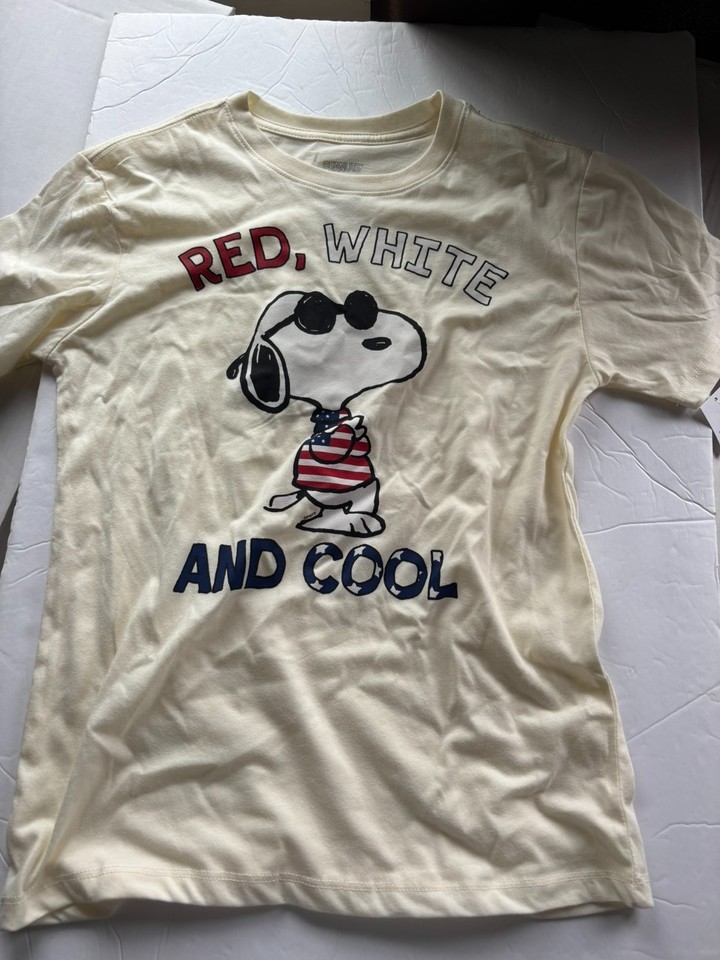 RED, WHITE
AND COOL